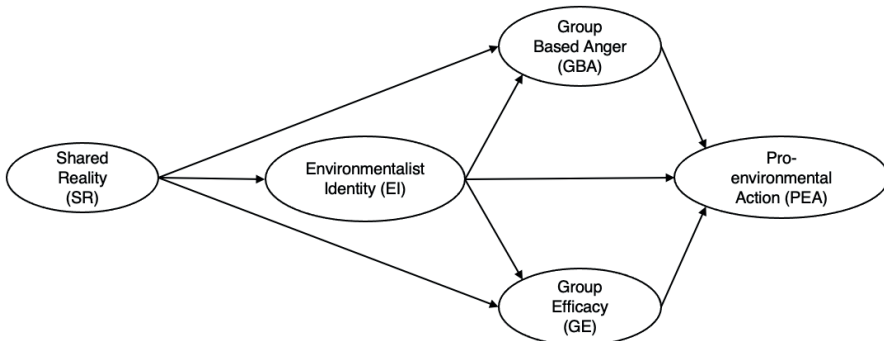 Group
Based Anger
(GBA)
Shared
Reality
(SR)
Environmentalist
Identity (EI)
Pro-
environmental
Action (PEA)
Group
Efficacy
(GE)